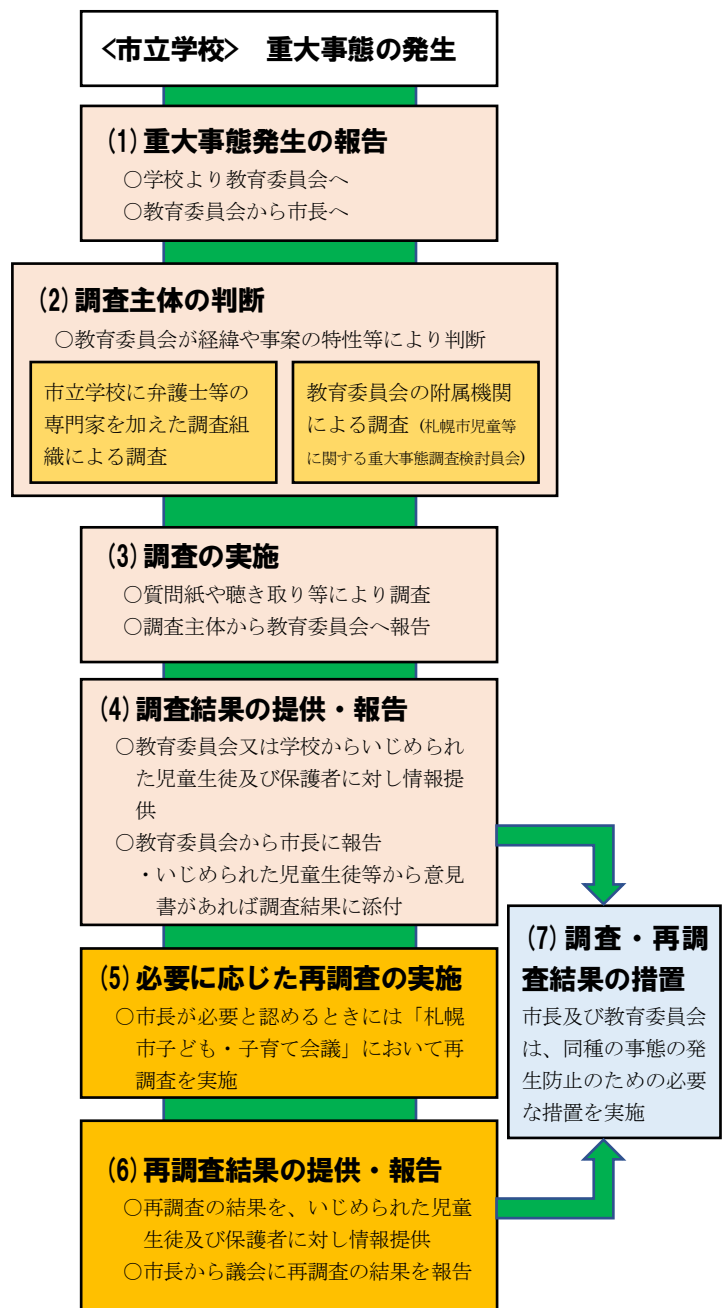 <市立学校>　重大事態の発生
(1)重大事態発生の報告
○学校より教育委員会へ
○教育委員会から市長へ
(2)調査主体の判断
○教育委員会が経緯や事案の特性等により判断
市立学校に弁護士等の
専門家を加えた調査組
織による調査
教育委員会の附属機関
による調査 (札幌市児童等
に関する重大事態調査検討員会)
(3)調査の実施
○質問紙や聴き取り等により調査
○調査主体から教育委員会へ報告
(4)調査結果の提供・報告
○教育委員会又は学校からいじめられ
た児童生徒及び保護者に対し情報提
供
○教育委員会から市長に報告
・いじめられた児童生徒等から意見
書があれば調査結果に添付
(5)必要に応じた再調査の実施
○市長が必要と認めるときには「札幌
市子ども・子育て会議」において再
調査を実施
(6)再調査結果の提供・報告
○再調査の結果を、いじめられた児童
生徒及び保護者に対し情報提供
○市長から議会に再調査の結果を報告
(7)調査・再調
査結果の措置
市長及び教育委員会
は、同種の事態の発
生防止のための必要
な措置を実施